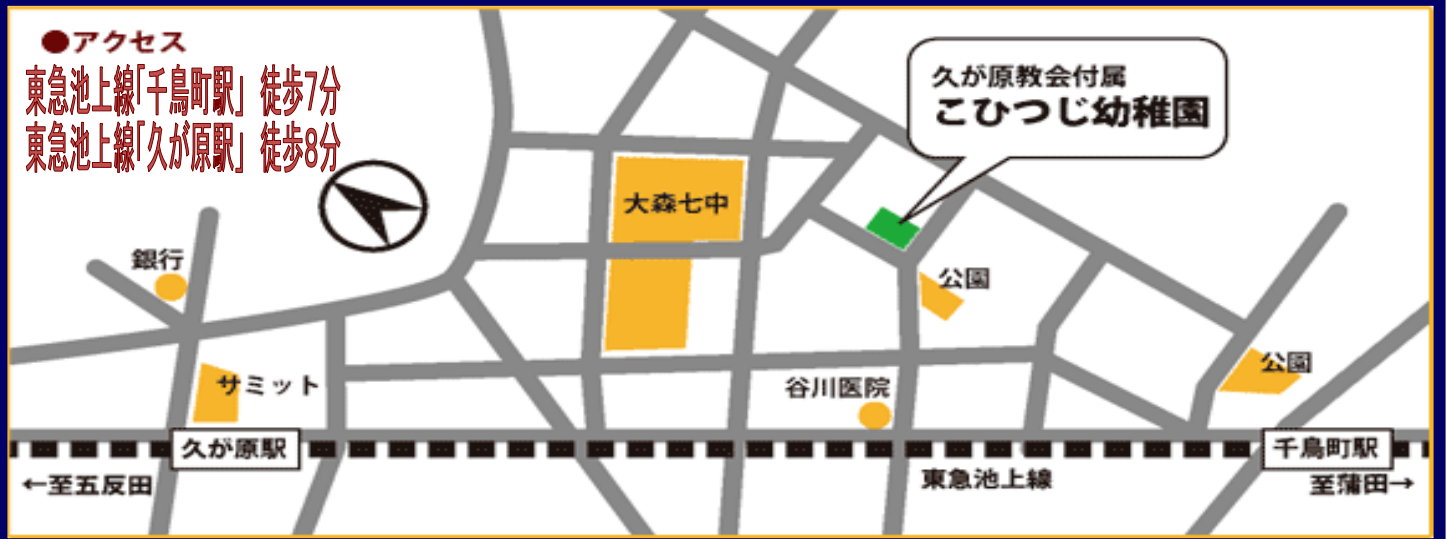 ●アクセス
東急池上線「千鳥町駅」 徒歩7分
東急池上線「久が原駅」 徒歩8分
久が原教会付属
こひつじ幼稚園
大森七中
銀行
公園
公園
サミット
谷川医院
久が原駅
千鳥町駅
←至五反田
東急池上線
至蒲田→